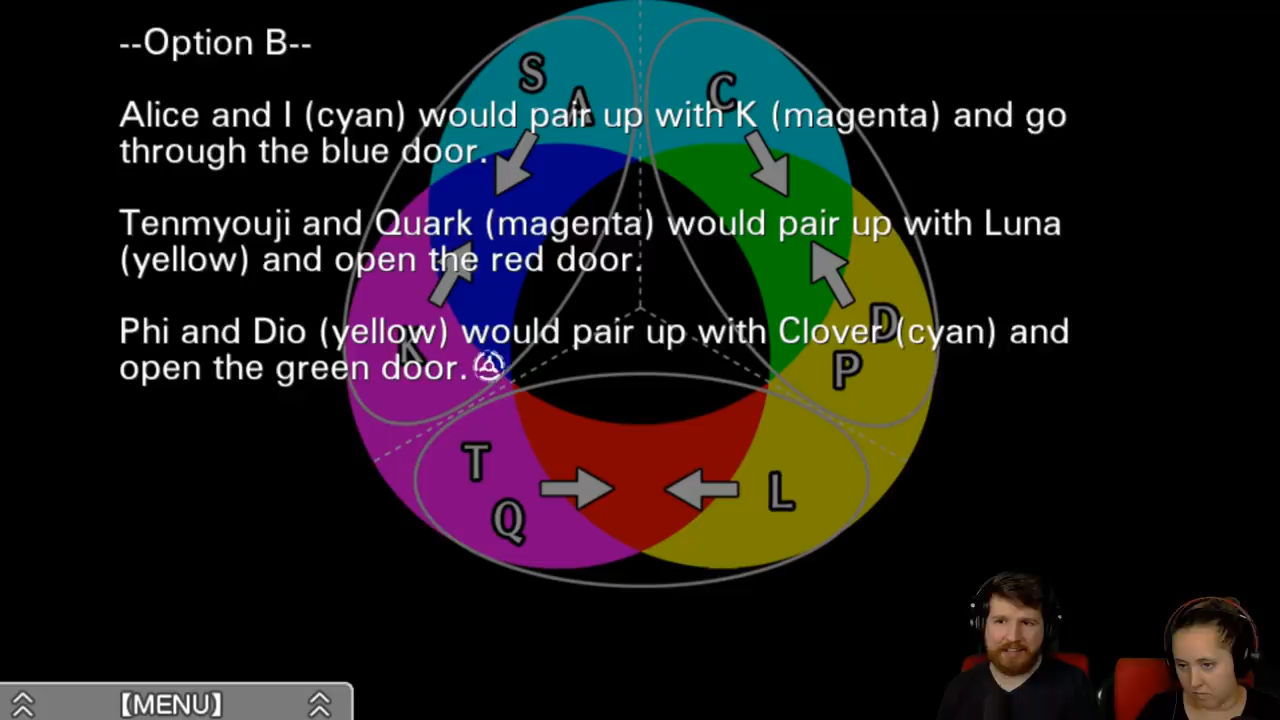 --Option B--
S
A
C
Alice and I (cyan) would pair up with K (magenta) and go
through the blue door.
Tenmyouji and Quark (magenta) would pair up with Luna
(yellow) and open the red door.
Phi and Dio (yellow) would pair up with Clover (cyan) and
open the green door.
K
D
P
T
Q
L
【MENU】